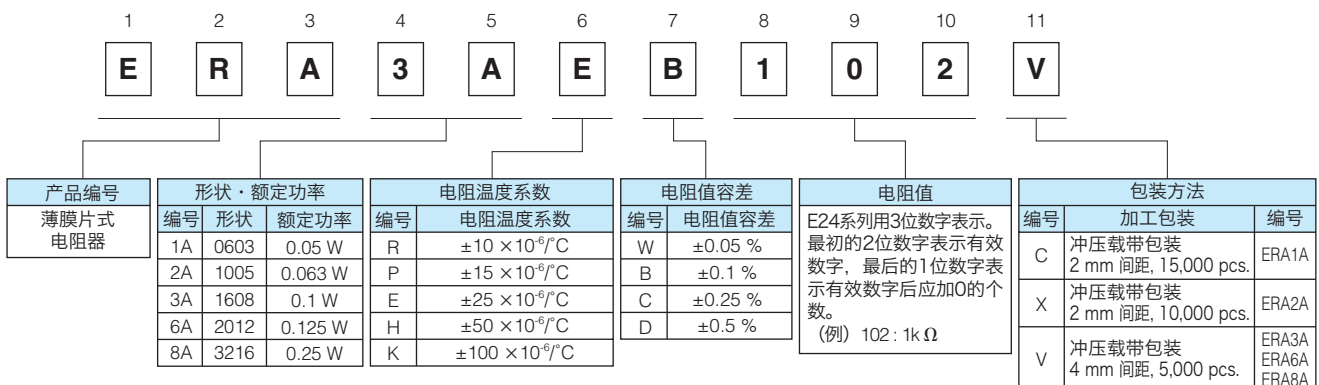 1 2 3 4 5 6 7 8 9 10 11
E R A 3 A E B 1 0 2 V
产品编号
薄膜片式
电阻器
形状・额定功率
编号 形状 额定功率
1A 0603 0.05 W
2A 1005 0.063 W
3A 1608 0.1 W
6A 2012 0.125 W
8A 3216 0.25 W
电阻温度系数
编号 电阻温度系数
R ±10 ×10⁻⁶/°C
P ±15 ×10⁻⁶/°C
E ±25 ×10⁻⁶/°C
H ±50 ×10⁻⁶/°C
K ±100 ×10⁻⁶/°C
电阻值容差
编号 电阻值容差
W ±0.05 %
B ±0.1 %
C ±0.25 %
D ±0.5 %
电阻值
E24系列用3位数字表示。
最初的2位数字表示有效
数字，最后的1位数字表
示有效数字后应加0的个
数。
（例）102 : 1k Ω
包装方法
编号 加工包装 编号
C 冲压载带包装 ERA1A
2 mm 间距, 15,000 pcs.
X 冲压载带包装 ERA2A
2 mm 间距, 10,000 pcs.
V 冲压载带包装
4 mm 间距, 5,000 pcs.
ERA3A
ERA6A
ERA8A